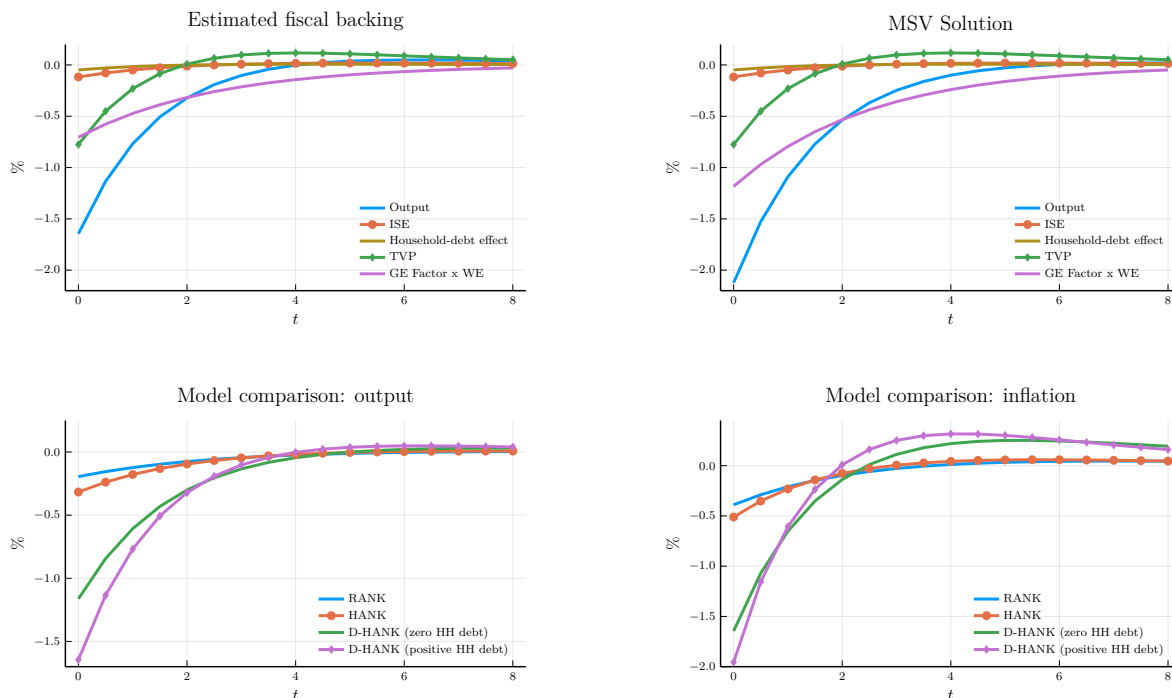 Estimated fiscal backing
0.0
−0.5
−1.0
−1.5
−2.0
%
Output
ISE
Household-debt effect
TVP
GE Factor x WE
0 2 4 6 8
t
MSV Solution
0.0
−0.5
−1.0
−1.5
−2.0
%
Output
ISE
Household-debt effect
TVP
GE Factor x WE
0 2 4 6 8
t
Model comparison: output
0.0
−0.5
−1.0
−1.5
%
RANK
HANK
D-HANK (zero HH debt)
D-HANK (positive HH debt)
0 2 4 6 8
t
Model comparison: inflation
0.0
−0.5
−1.0
−1.5
−2.0
%
RANK
HANK
D-HANK (zero HH debt)
D-HANK (positive HH debt)
0 2 4 6 8
t